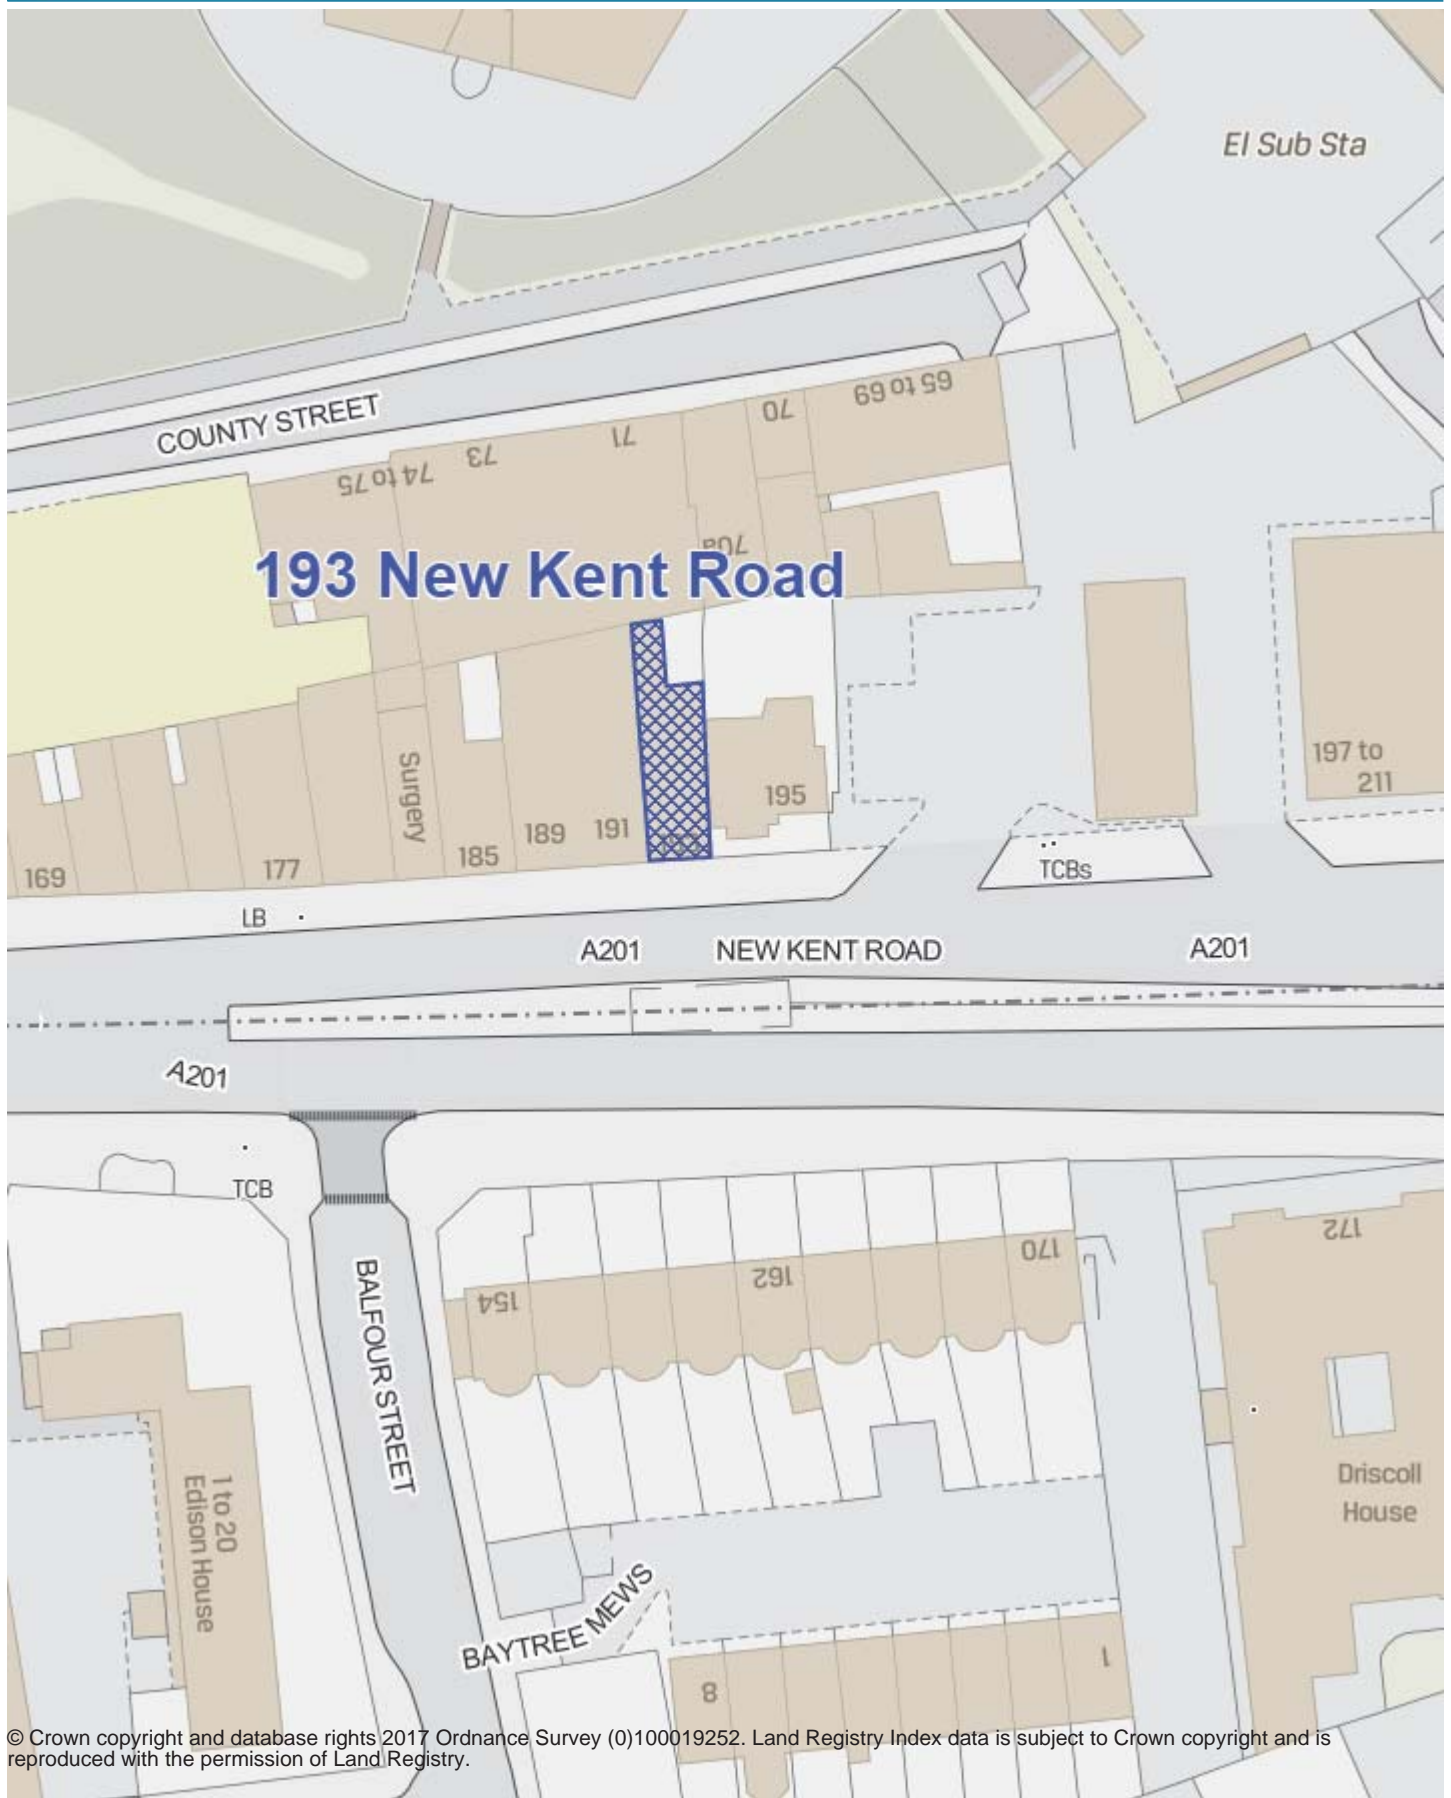 El Sub Sta
COUNTY STREET
65 to 69
70
71
73
74 to 75
70a
193 New Kent Road
197 to
211
Surgery
195
191
189
185
177
169
TCBs
LB
A201
NEW KENT ROAD
A201
A201
TCB
172
170
162
154
BALFOUR STREET
Driscoll
House
1 to 20
Edison House
BAYTREE MEWS
1
8
© Crown copyright and database rights 2017 Ordnance Survey (0)100019252. Land Registry Index data is subject to Crown copyright and is
reproduced with the permission of Land Registry.